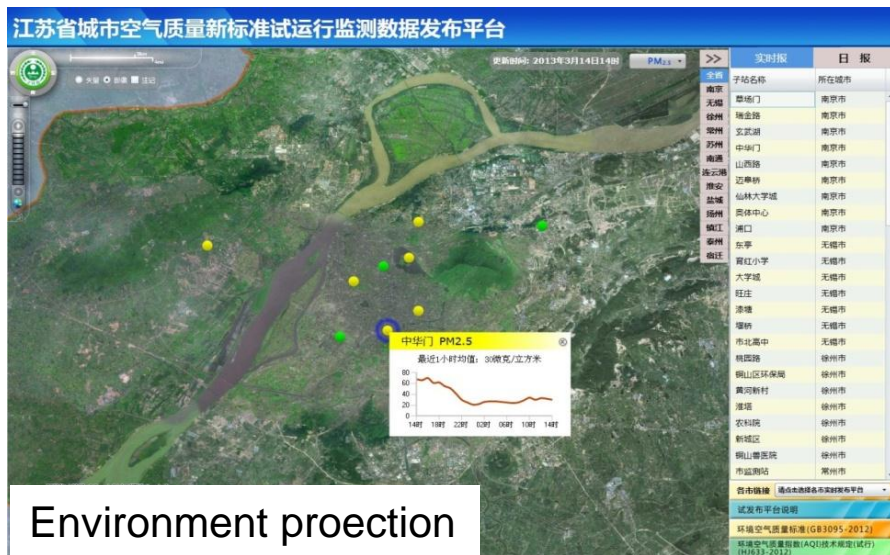 江苏省城市空气质量新标准试运行监测数据发布平台
更新时间: 2013年3月14日14时
PM2.5
>>
全省
南京
无锡
徐州
常州
苏州
南通
连云港
淮安
盐城
扬州
镇江
泰州
宿迁
实时报 日 报
子站名称 所在城市
草场门 南京市
瑞金路 南京市
玄武湖 南京市
中华门 南京市
山西路 南京市
迈皋桥 南京市
仙林大学城 南京市
奥体中心 南京市
浦口 南京市
东亭 无锡市
育红小学 无锡市
大学城 无锡市
旺庄 无锡市
漆塘 无锡市
堰桥 无锡市
市北高中 无锡市
桃园路 徐州市
铜山区环保局 徐州市
黄河新村 徐州市
淮塔 徐州市
农科院 徐州市
新城区 徐州市
铜山兽医院 徐州市
市监测站 常州市
各市链接 请点击选择各市实时发布平台
试发布平台说明
环境空气质量标准(GB3095-2012)
环境空气质量指数(AQI)技术规定(试行)
(HJ633-2012)
中华门 PM2.5
最近1小时均值: 30微克/立方米
80
60
40
20
0
14时 18时 22时 02时 06时 10时 14时
Environment proection